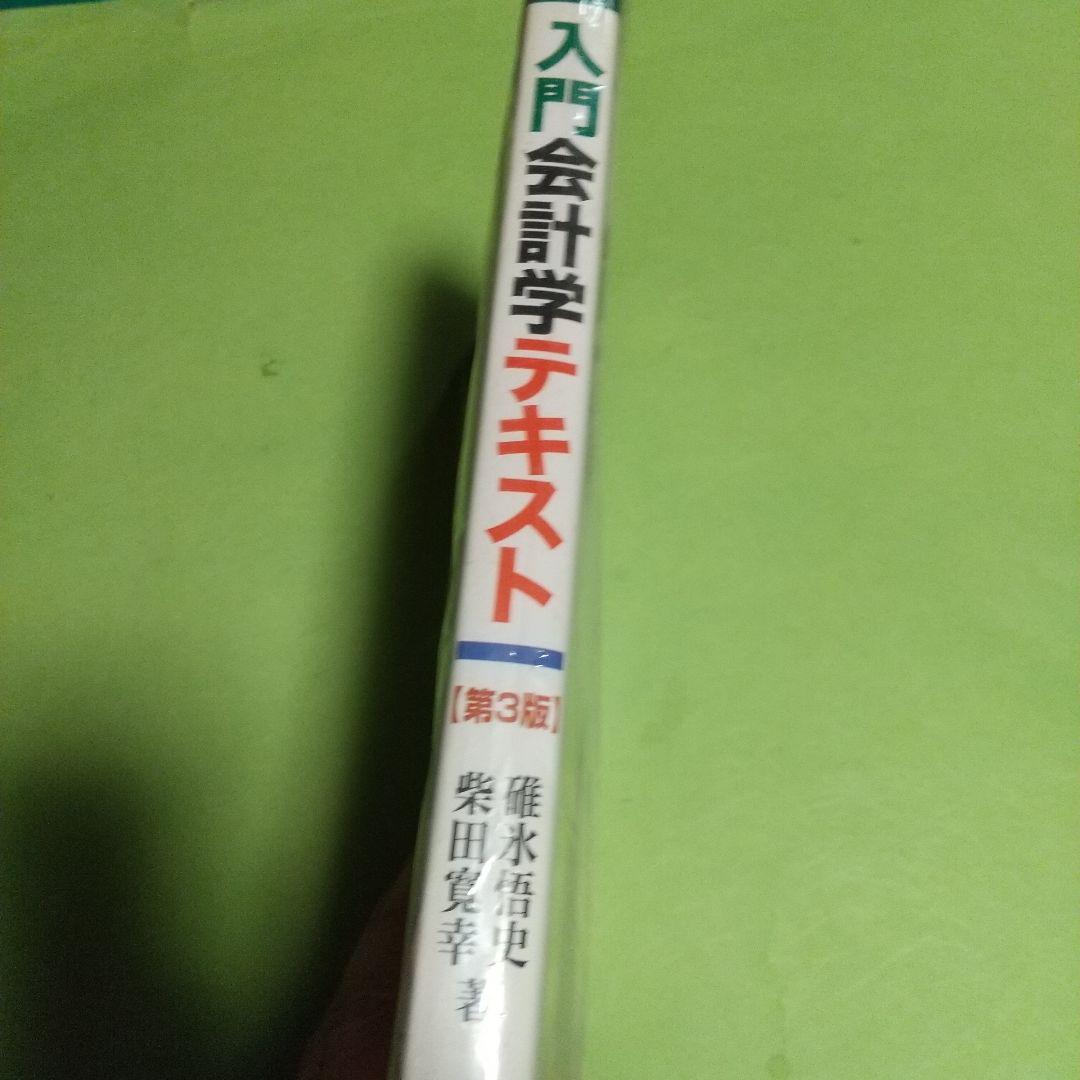 入門会計学テキスト
【第3版】
碓氷悟史
柴田寛幸
著